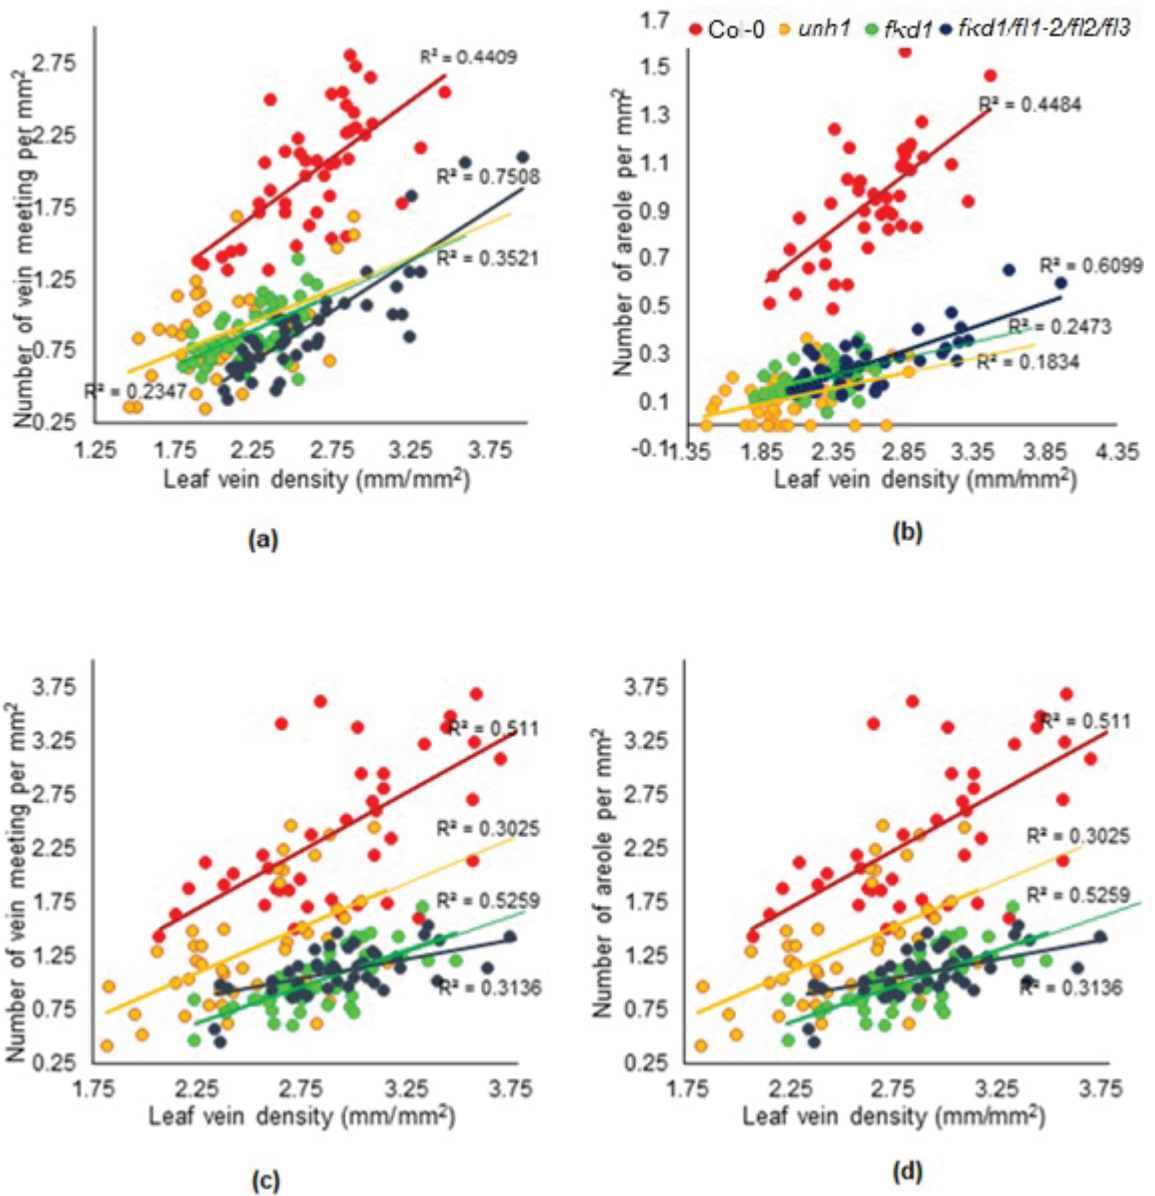 Number of vein meeting per mm²
2.75
2.25
1.75
1.25
0.75
0.25
R² = 0.4409
R² = 0.7508
R² = 0.3521
R² = 0.2347
1.25 1.75 2.25 2.75 3.25 3.75
Leaf vein density (mm/mm²)
(a)
Col-0 unh1 fkd1 fkd1/fl1-2/fl2/fl3
Number of areole per mm²
1.7
1.5
1.3
1.1
0.9
0.7
0.5
0.3
0.1
-0.1
R² = 0.4484
R² = 0.6099
R² = 0.2473
R² = 0.1834
1.35 1.85 2.35 2.85 3.35 3.85 4.35
Leaf vein density (mm/mm²)
(b)
Number of vein meeting per mm²
3.75
3.25
2.75
2.25
1.75
1.25
0.75
0.25
R² = 0.511
R² = 0.3025
R² = 0.5259
R² = 0.3136
1.75 2.25 2.75 3.25 3.75
Leaf vein density (mm/mm²)
(c)
Number of areole per mm²
3.75
3.25
2.75
2.25
1.75
1.25
0.75
0.25
R² = 0.511
R² = 0.3025
R² = 0.5259
R² = 0.3136
1.75 2.25 2.75 3.25 3.75
Leaf vein density (mm/mm²)
(d)